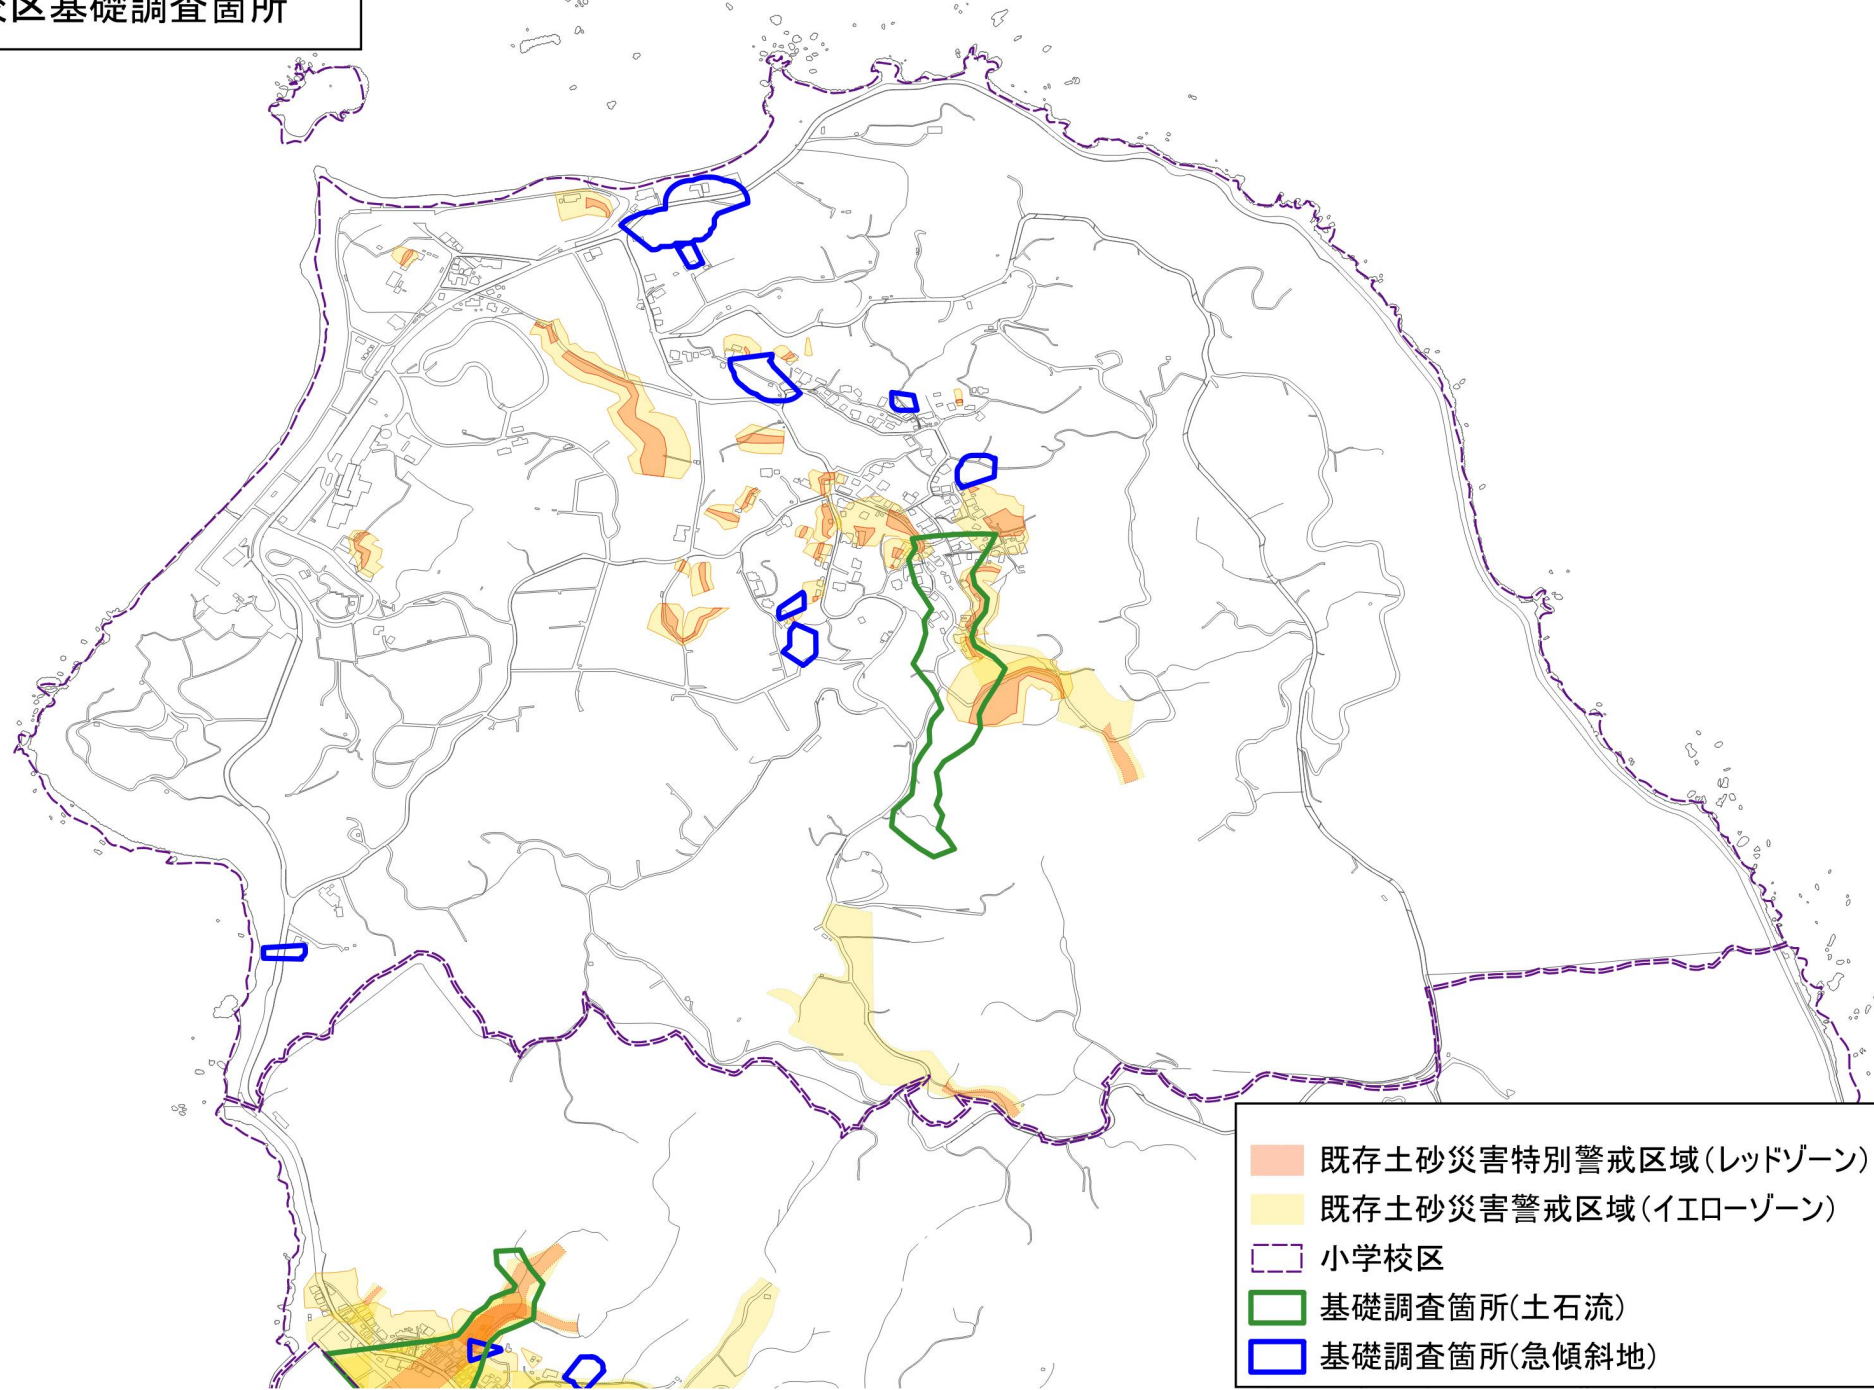 校区基礎調査箇所
既存土砂災害特別警戒区域(レッドゾーン)
既存土砂災害警戒区域(イエローゾーン)
小学校区
基礎調査箇所(土石流)
基礎調査箇所(急傾斜地)